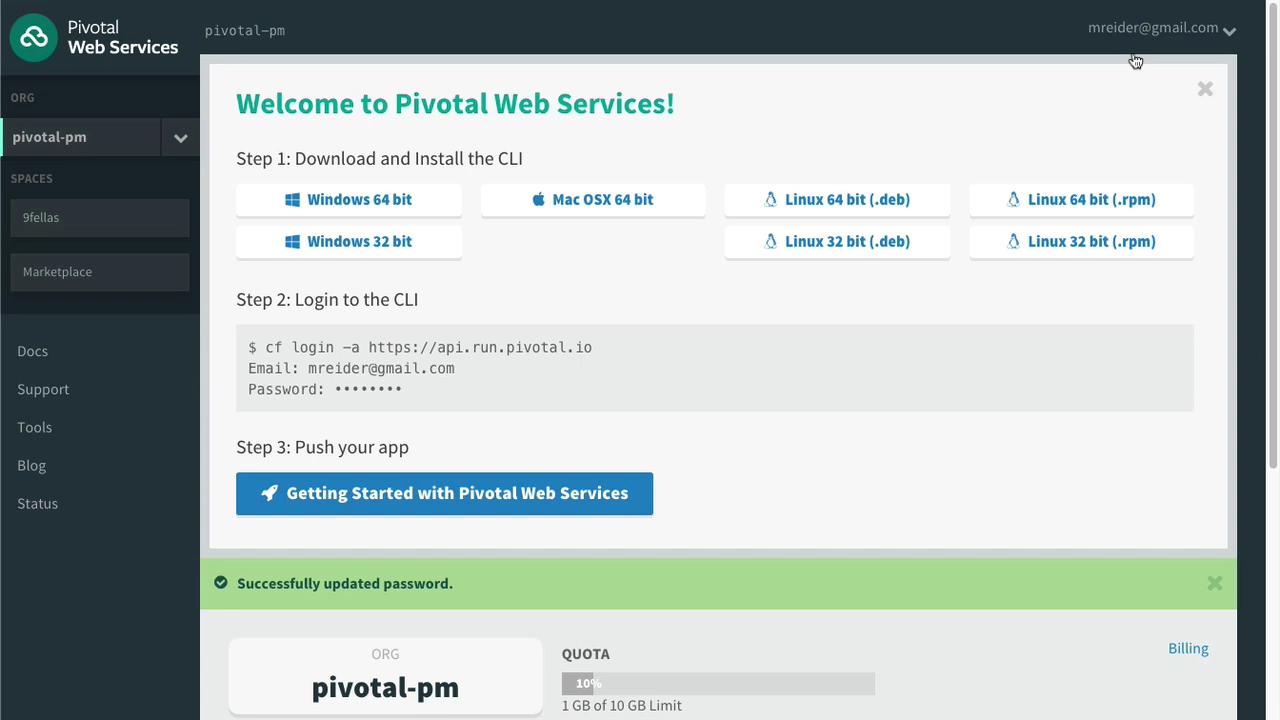 Pivotal
Web Services
pivotal-pm
mreider@gmail.com
ORG
pivotal-pm
SPACES
9fellas
Marketplace
Docs
Support
Tools
Blog
Status
Welcome to Pivotal Web Services!
Step 1: Download and Install the CLI
Windows 64 bit
Mac OSX 64 bit
Linux 64 bit (.deb)
Linux 64 bit (.rpm)
Windows 32 bit
Linux 32 bit (.deb)
Linux 32 bit (.rpm)
Step 2: Login to the CLI
$ cf login -a https://api.run.pivotal.io
Email: mreider@gmail.com
Password: ••••••••
Step 3: Push your app
Getting Started with Pivotal Web Services
Successfully updated password.
ORG
pivotal-pm
QUOTA
10%
1 GB of 10 GB Limit
Billing